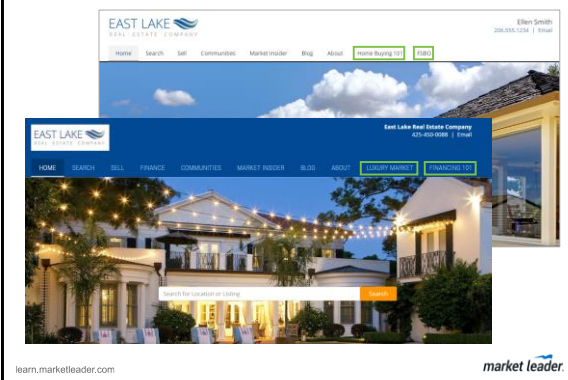 EAST LAKE
REAL ESTATE COMPANY
Ellen Smith
206.555.1234 | Email
Home Search Sell Communities Market Insider Blog About Home Buying 101 FSBO
EAST LAKE
REAL ESTATE COMPANY
East Lake Real Estate Company
425-450-0088 | Email
HOME SEARCH SELL FINANCE COMMUNITIES MARKET INSIDER BLOG ABOUT LUXURY MARKET FINANCING 101
Search for Location or Listing
Search
learn.marketleader.com
market leader.